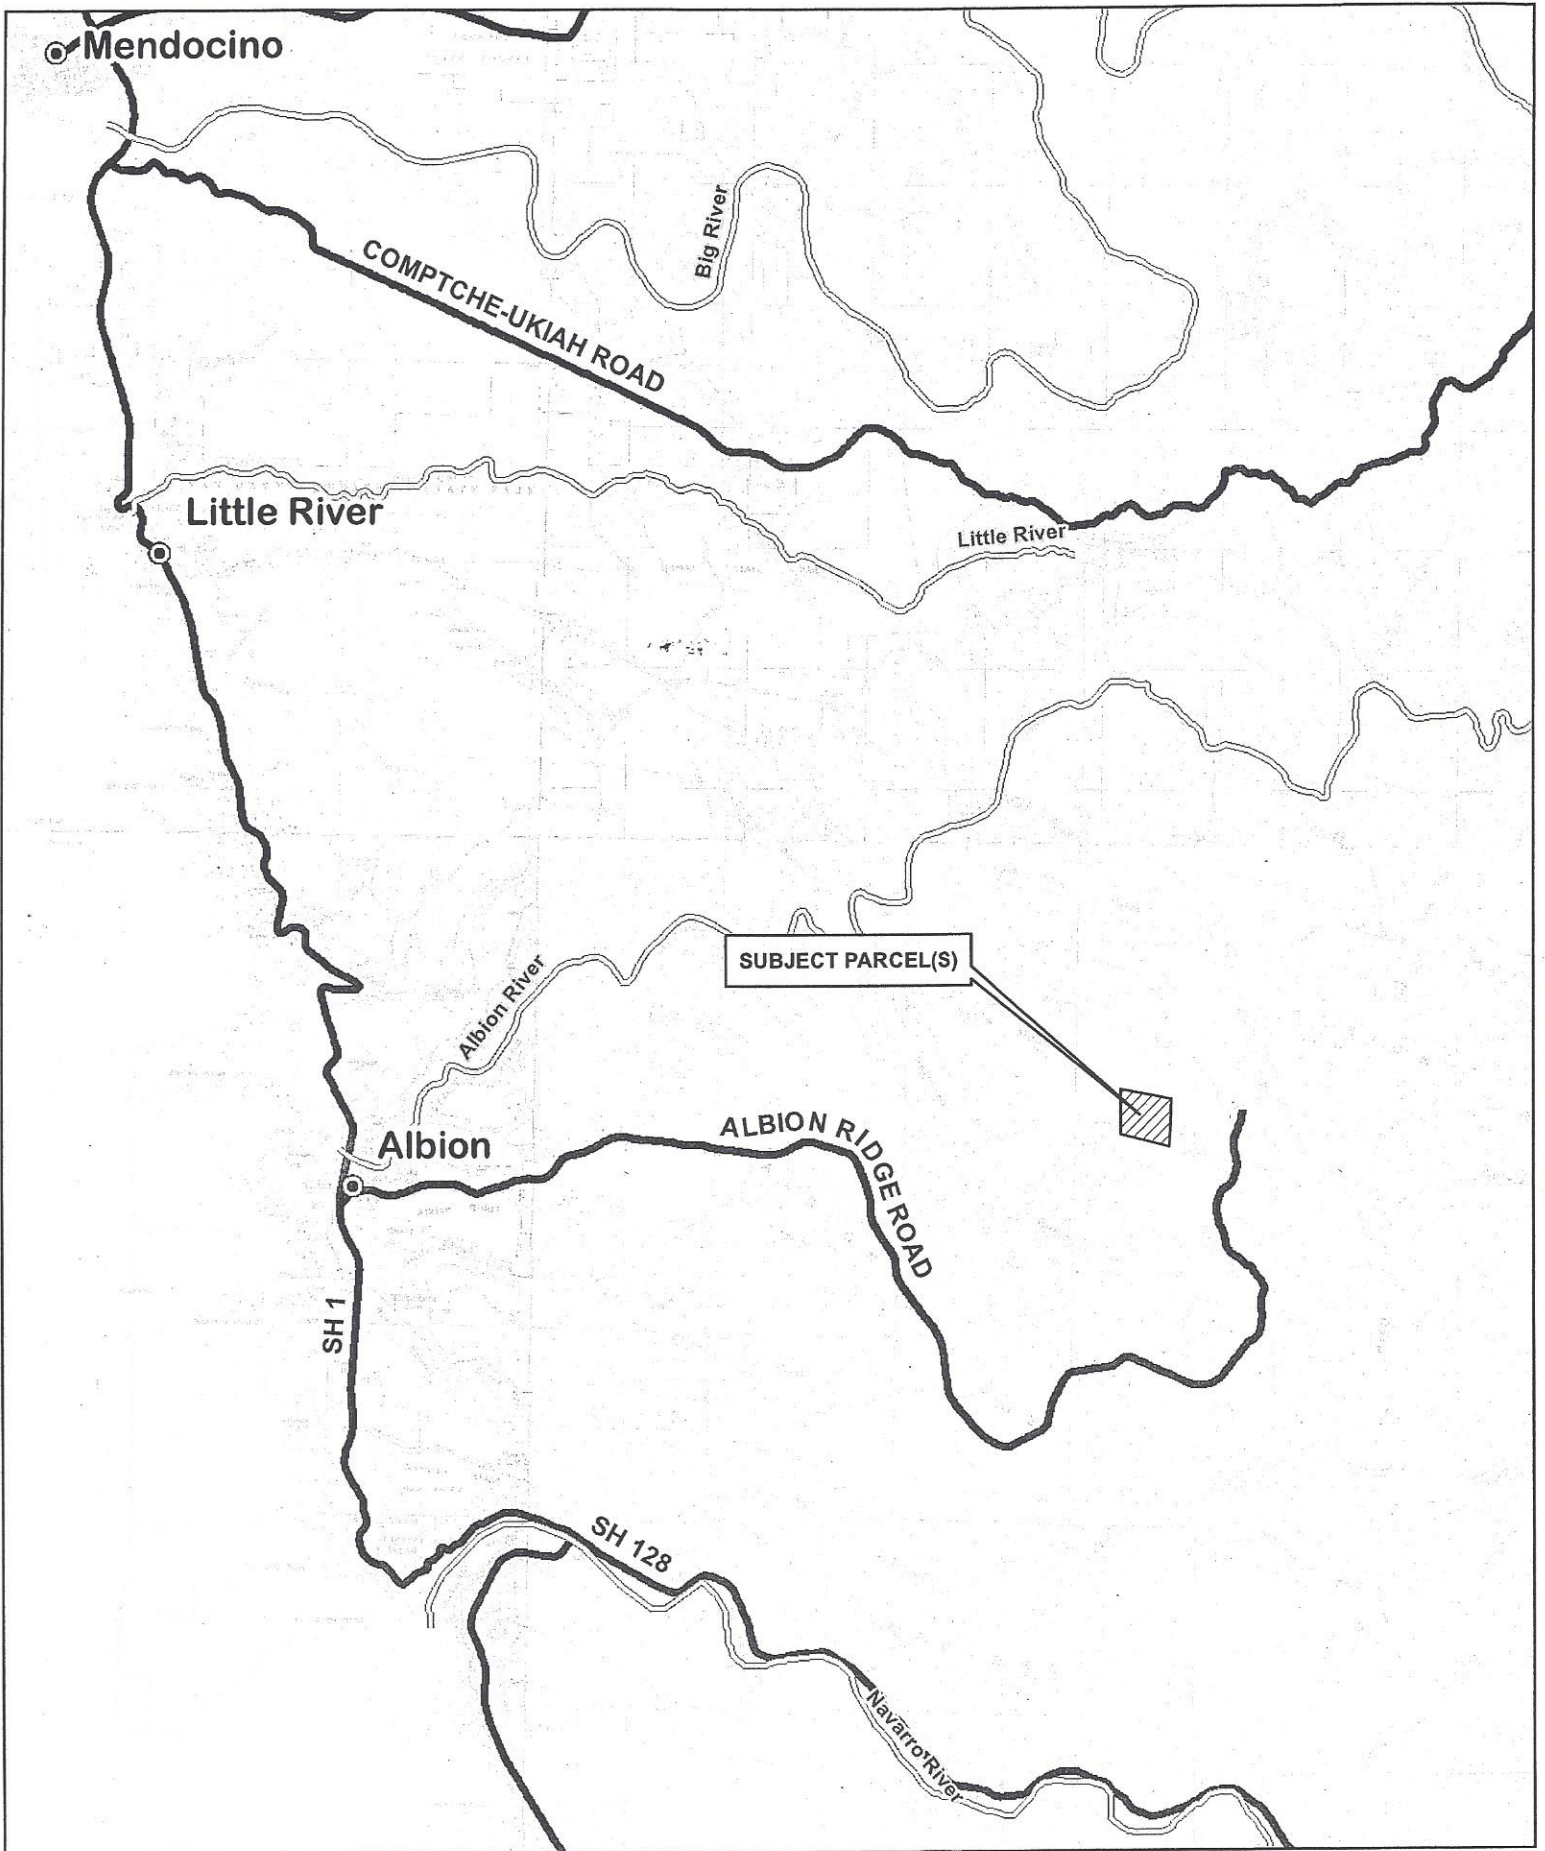 Mendocino
Big River
COMPTCHE-UKIAH ROAD
Little River
Little River
SUBJECT PARCEL(S)
Albion River
ALBION RIDGE ROAD
Albion
SH 1
SH 128
Navarro River